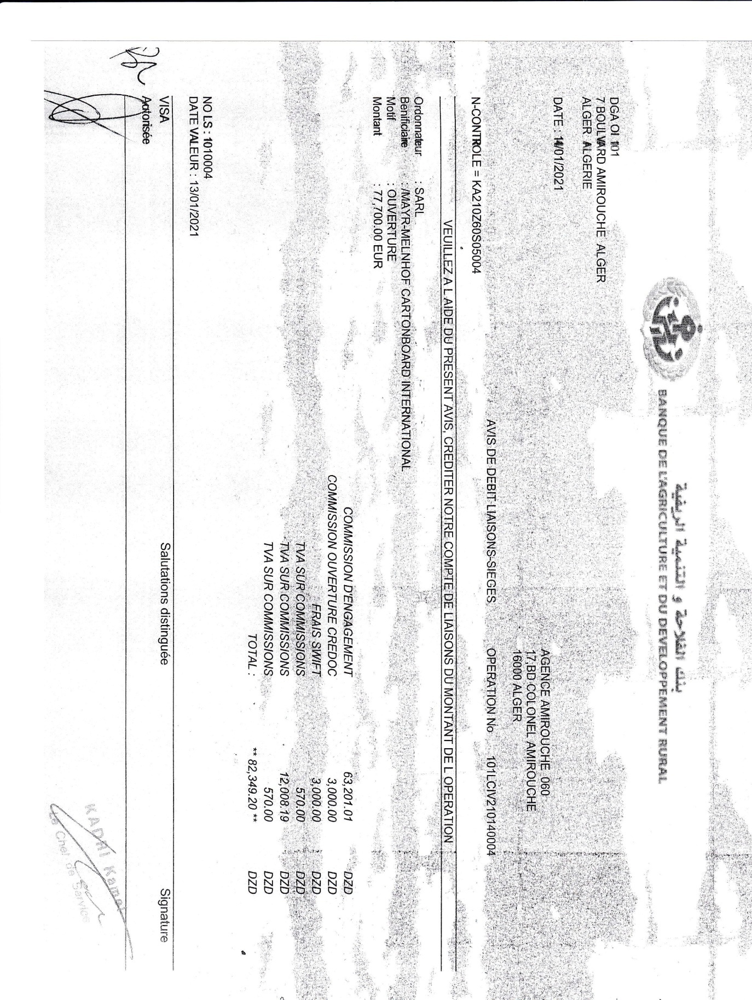 بنك الفلاحة و التنمية الريفية
BANQUE DE L'AGRICULTURE ET DU DEVELOPPEMENT RURAL
DGA OI 101
7 BOULVARD AMIROUCHE ALGER
ALGER ALGERIE
DATE : 14/01/2021
AGENCE AMIROUCHE 060
17,BD COLONEL AMIROUCHE
16000 ALGER
AVIS DE DEBIT LIAISONS-SIEGES OPERATION No 101LCIV210140004
N-CONTROLE = KA210Z60S05004
VEUILLEZ A L AIDE DU PRESENT AVIS, CREDITER NOTRE COMPTE DE LIAISONS DU MONTANT DE L OPERATION
Ordonnateur : SARL
Benificiaire : /MAYR-MELNHOF CARTONBOARD INTERNATIONAL
Motif : OUVERTURE
Montant : 77,700.00 EUR
COMMISSION D'ENGAGEMENT 63,201.01 DZD
COMMISSION OUVERTURE CREDOC 3,000.00 DZD
FRAIS SWIFT 3,000.00 DZD
TVA SUR COMMISSIONS 570.00 DZD
TVA SUR COMMISSIONS 12,008.19 DZD
TVA SUR COMMISSIONS 570.00 DZD
TOTAL : ** 82,349.20 ** DZD
NO LS : 1010004
DATE VALEUR : 13/01/2021
VISA Salutations distinguée Signature
Autorisée
KADRI Kamel
Le Chef de Service